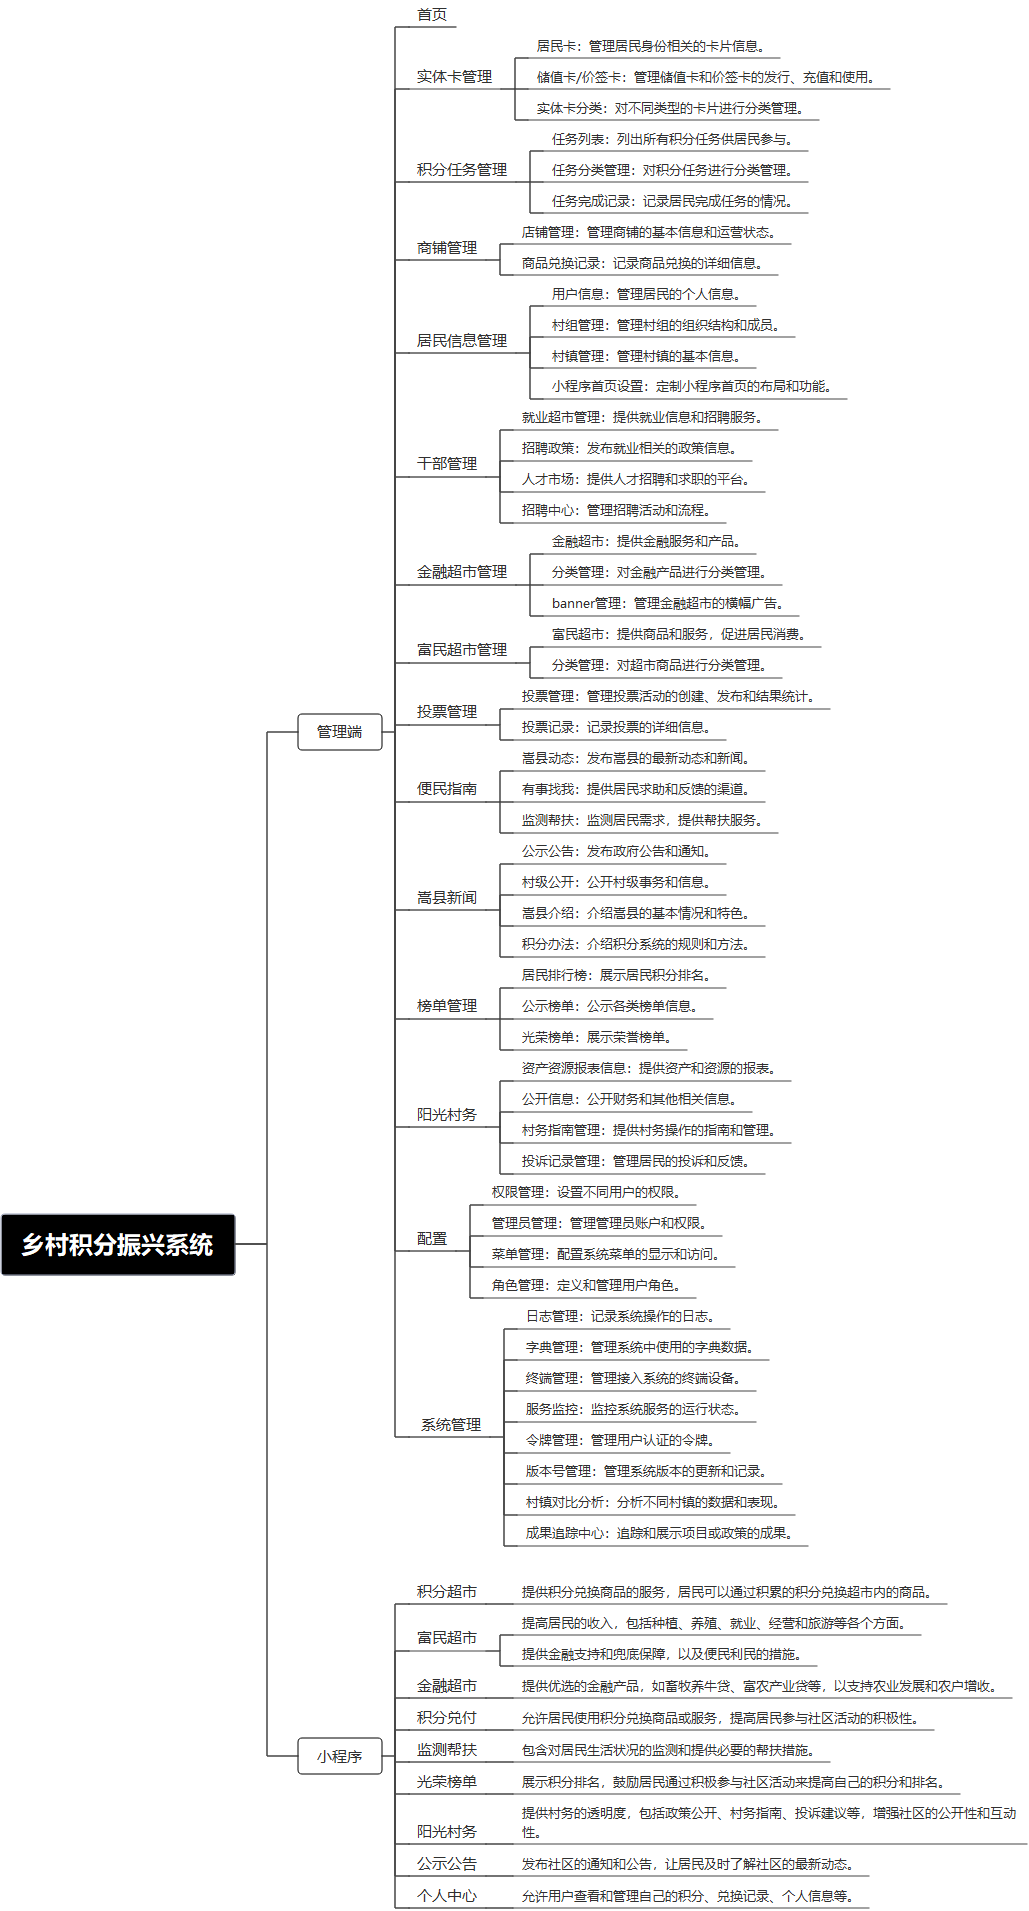 首页
实体卡管理
居民卡：管理居民身份相关的卡片信息。
储值卡/价签卡：管理储值卡和价签卡的发行、充值和使用。
实体卡分类：对不同类型的卡片进行分类管理。
积分任务管理
任务列表：列出所有积分任务供居民参与。
任务分类管理：对积分任务进行分类管理。
任务完成记录：记录居民完成任务的情况。
商铺管理
店铺管理：管理商铺的基本信息和运营状态。
商品兑换记录：记录商品兑换的详细信息。
居民信息管理
用户信息：管理居民的个人信息。
村组管理：管理村组的组织结构和成员。
村镇管理：管理村镇的基本信息。
小程序首页设置：定制小程序首页的布局和功能。
干部管理
就业超市管理：提供就业信息和招聘服务。
招聘政策：发布就业相关的政策信息。
人才市场：提供人才招聘和求职的平台。
招聘中心：管理招聘活动和流程。
金融超市管理
金融超市：提供金融服务和产品。
分类管理：对金融产品进行分类管理。
banner管理：管理金融超市的横幅广告。
富民超市管理
富民超市：提供商品和服务，促进居民消费。
分类管理：对超市商品进行分类管理。
管理端
投票管理
投票管理：管理投票活动的创建、发布和结果统计。
投票记录：记录投票的详细信息。
便民指南
嵩县动态：发布嵩县的最新动态和新闻。
有事找我：提供居民求助和反馈的渠道。
监测帮扶：监测居民需求，提供帮扶服务。
嵩县新闻
公示公告：发布政府公告和通知。
村级公开：公开村级事务和信息。
嵩县介绍：介绍嵩县的基本情况和特色。
积分办法：介绍积分系统的规则和方法。
榜单管理
居民排行榜：展示居民积分排名。
公示榜单：公示各类榜单信息。
光荣榜单：展示荣誉榜单。
阳光村务
资产资源报表信息：提供资产和资源的报表。
公开信息：公开财务和其他相关信息。
村务指南管理：提供村务操作的指南和管理。
投诉记录管理：管理居民的投诉和反馈。
乡村积分振兴系统
配置
权限管理：设置不同用户的权限。
管理员管理：管理管理员账户和权限。
菜单管理：配置系统菜单的显示和访问。
角色管理：定义和管理用户角色。
系统管理
日志管理：记录系统操作的日志。
字典管理：管理系统中使用的字典数据。
终端管理：管理接入系统的终端设备。
服务监控：监控系统服务的运行状态。
令牌管理：管理用户认证的令牌。
版本号管理：管理系统版本的更新和记录。
村镇对比分析：分析不同村镇的数据和表现。
成果追踪中心：追踪和展示项目或政策的成果。
小程序
积分超市
提供积分兑换商品的服务，居民可以通过积累的积分兑换超市内的商品。
富民超市
提高居民的收入，包括种植、养殖、就业、经营和旅游等各个方面。
提供金融支持和兜底保障，以及便民利民的措施。
金融超市
提供优选的金融产品，如畜牧养牛贷、富农产业贷等，以支持农业发展和农户增收。
积分兑付
允许居民使用积分兑换商品或服务，提高居民参与社区活动的积极性。
监测帮扶
包含对居民生活状况的监测和提供必要的帮扶措施。
光荣榜单
展示积分排名，鼓励居民通过积极参与社区活动来提高自己的积分和排名。
阳光村务
提供村务的透明度，包括政策公开、村务指南、投诉建议等，增强社区的公开性和互动
性。
公示公告
发布社区的通知和公告，让居民及时了解社区的最新动态。
个人中心
允许用户查看和管理自己的积分、兑换记录、个人信息等。